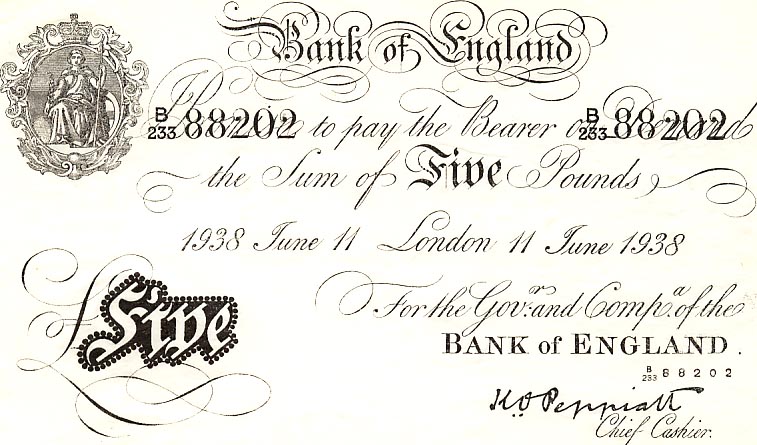 Bank of England
B
233 88202 Promise to pay the Bearer on Demand B
233 88202
the Sum of Five Pounds
1938 June 11 London 11 June 1938
For the Govr. and Compa. of the
BANK of ENGLAND.
B
233 88202
Five
K.O. Peppiatt
Chief Cashier.